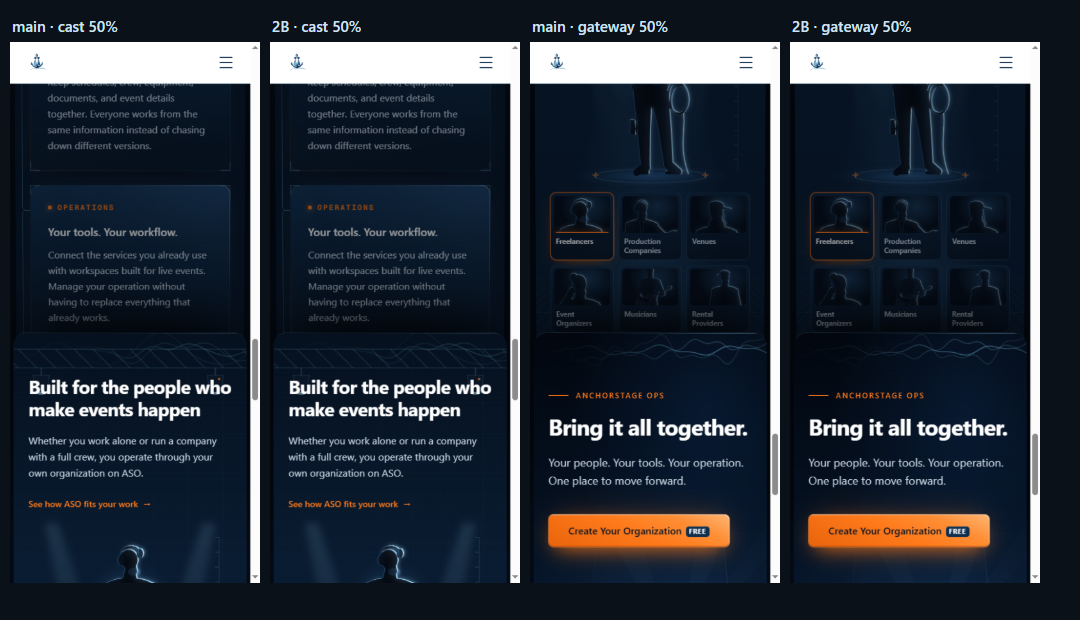 main · cast 50%
2B · cast 50%
main · gateway 50%
2B · gateway 50%
keep schedules, crew, equipment,
documents, and event details
together. Everyone works from the
same information instead of chasing
down different versions.
OPERATIONS
Your tools. Your workflow.
Connect the services you already use
with workspaces built for live events.
Manage your operation without
having to replace everything that
already works.
Built for the people who
make events happen
Whether you work alone or run a company
with a full crew, you operate through your
own organization on ASO.
See how ASO fits your work →
keep schedules, crew, equipment,
documents, and event details
together. Everyone works from the
same information instead of chasing
down different versions.
OPERATIONS
Your tools. Your workflow.
Connect the services you already use
with workspaces built for live events.
Manage your operation without
having to replace everything that
already works.
Built for the people who
make events happen
Whether you work alone or run a company
with a full crew, you operate through your
own organization on ASO.
See how ASO fits your work →
Freelancers
Production
Companies
Venues
Event
Organizers
Musicians
Rental
Providers
ANCHORSTAGE OPS
Bring it all together.
Your people. Your tools. Your operation.
One place to move forward.
Create Your Organization FREE
Freelancers
Production
Companies
Venues
Event
Organizers
Musicians
Rental
Providers
ANCHORSTAGE OPS
Bring it all together.
Your people. Your tools. Your operation.
One place to move forward.
Create Your Organization FREE